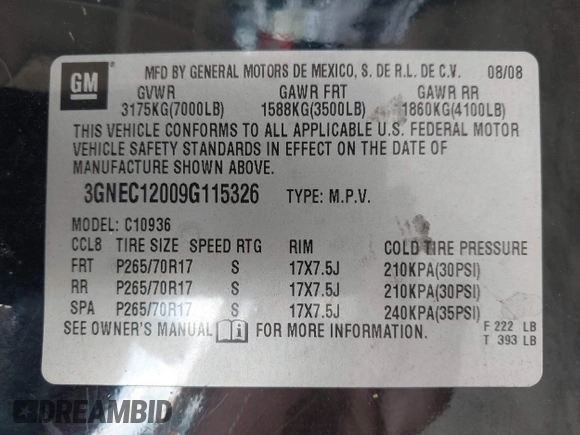 GM
MFD BY GENERAL MOTORS DE MEXICO, S. DE R.L. DE C.V. 08/08
GVWR GAWR FRT GAWR RR
3175KG(7000LB) 1588KG(3500LB) 1860KG(4100LB)
THIS VEHICLE CONFORMS TO ALL APPLICABLE U.S. FEDERAL MOTOR
VEHICLE SAFETY STANDARDS IN EFFECT ON THE DATE OF
MANUFACTURE SHOWN ABOVE.
3GNEC12009G115326 TYPE: M.P.V.
MODEL: C10936
CCL8 TIRE SIZE SPEED RTG RIM COLD TIRE PRESSURE
FRT P265/70R17 S 17X7.5J 210KPA(30PSI)
RR P265/70R17 S 17X7.5J 210KPA(30PSI)
SPA P265/70R17 S 17X7.5J 240KPA(35PSI)
SEE OWNER'S MANUAL i FOR MORE INFORMATION.
F 222 LB
T 393 LB
DREAMBID